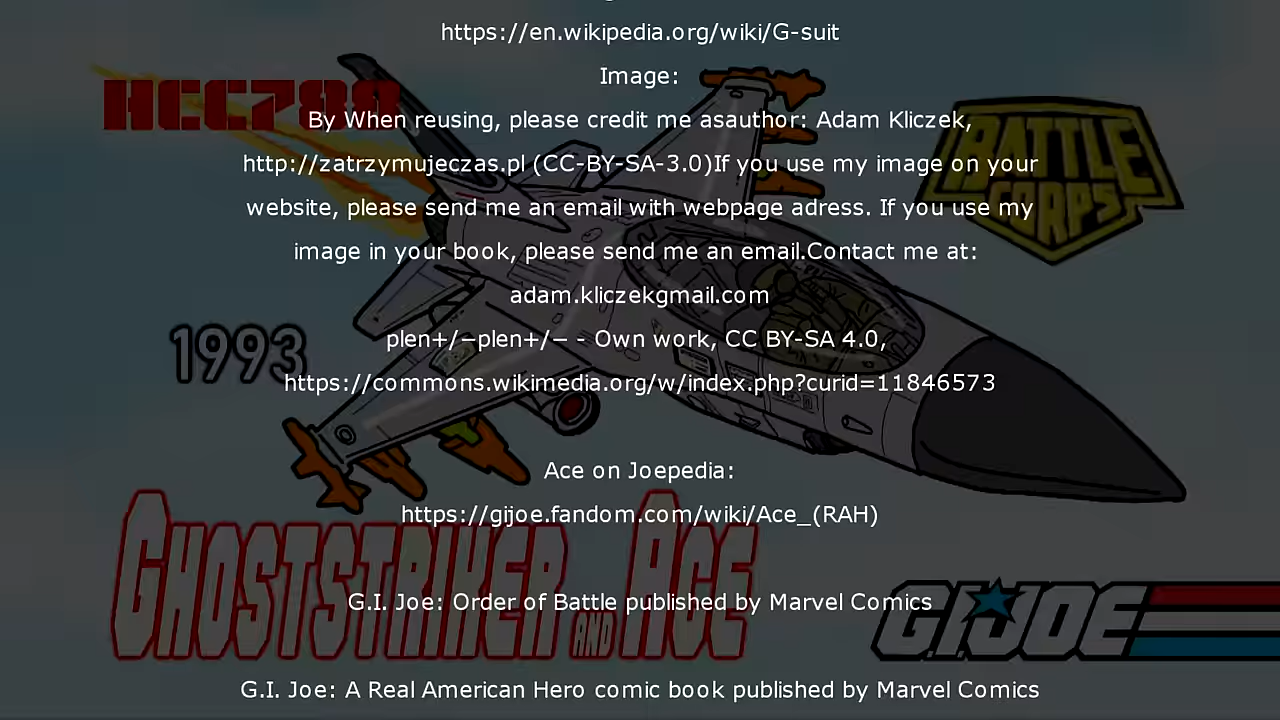 https://en.wikipedia.org/wiki/G-suit
Image:
HCC788
By When reusing, please credit me asauthor: Adam Kliczek,
http://zatrzymujeczas.pl (CC-BY-SA-3.0)If you use my image on your
BATTLE
CORPS
website, please send me an email with webpage adress. If you use my
image in your book, please send me an email.Contact me at:
adam.kliczekgmail.com
plen+/−plen+/− - Own work, CC BY-SA 4.0,
1993
https://commons.wikimedia.org/w/index.php?curid=11846573
Ace on Joepedia:
https://gijoe.fandom.com/wiki/Ace_(RAH)
GHOSTSTRIKER AND ACE
G.I. Joe: Order of Battle published by Marvel Comics
G.I. JOE
G.I. Joe: A Real American Hero comic book published by Marvel Comics